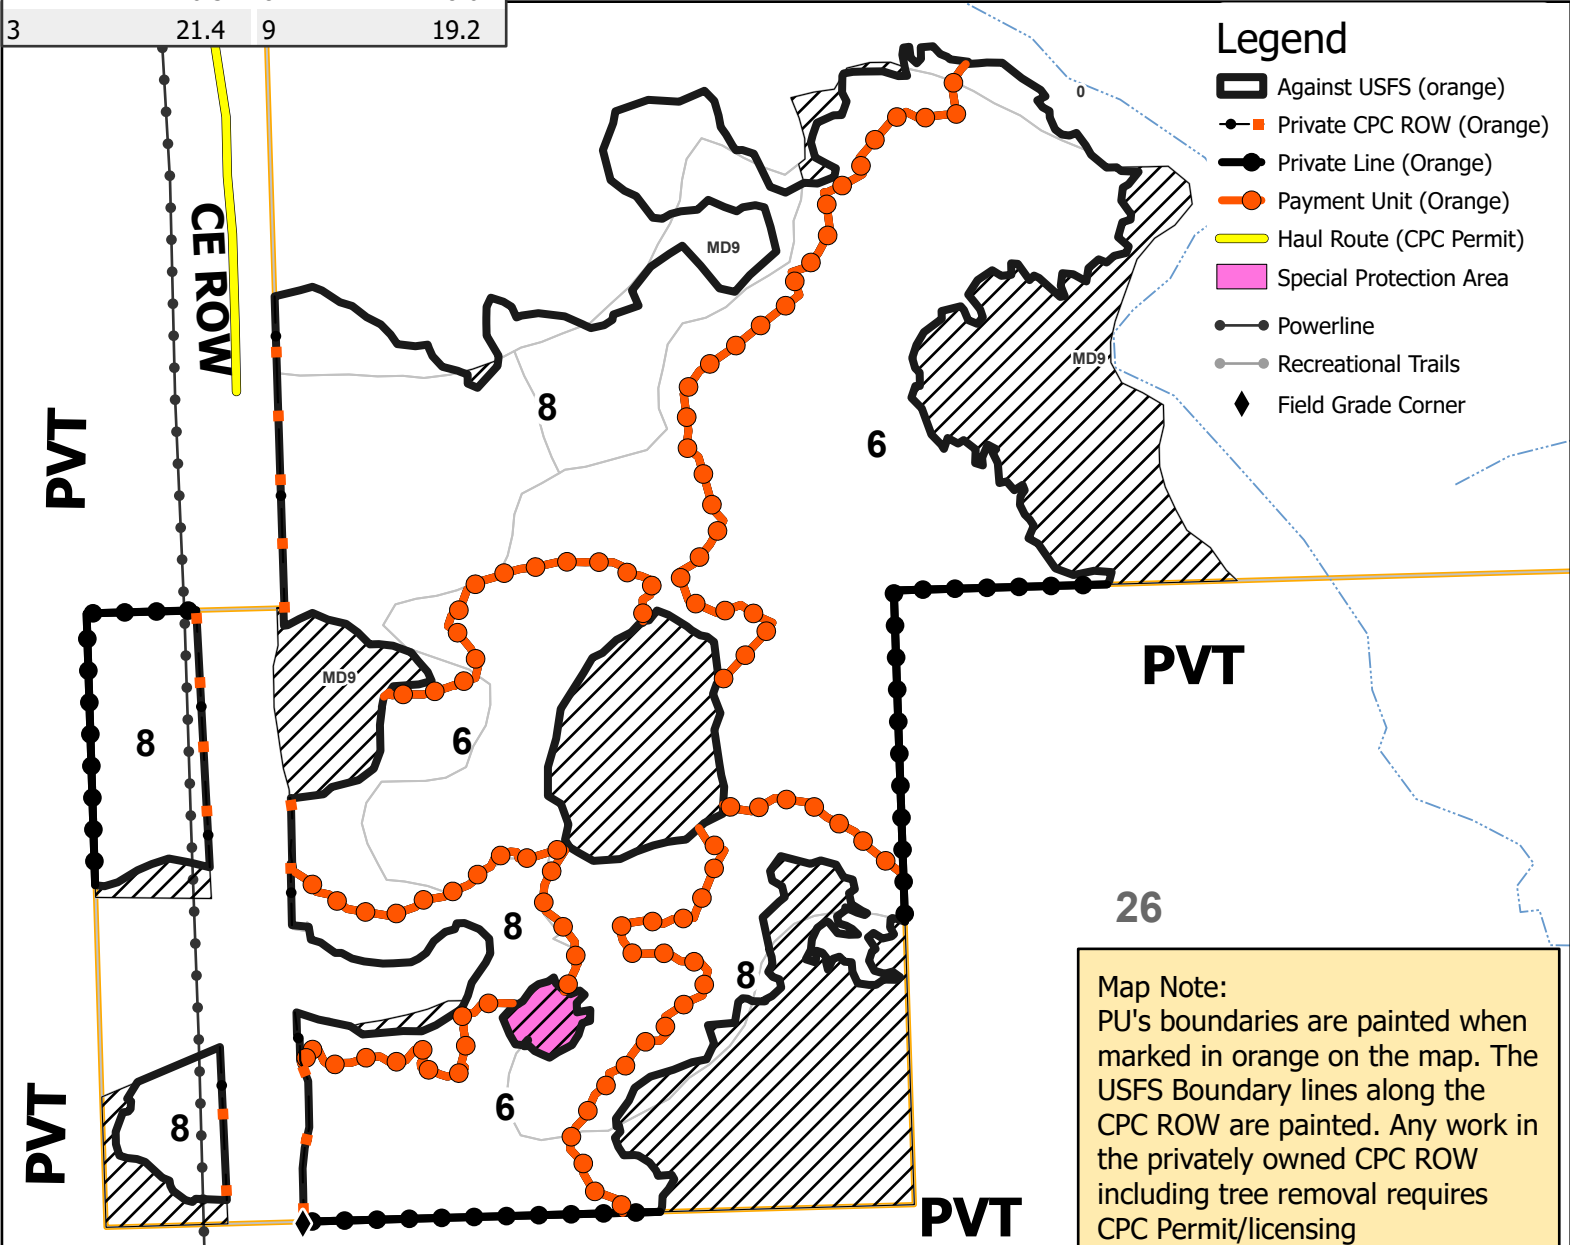 3 21.4 9 19.2
Legend
Against USFS (orange)
Private CPC ROW (Orange)
Private Line (Orange)
Payment Unit (Orange)
Haul Route (CPC Permit)
Special Protection Area
Powerline
Recreational Trails
Field Grade Corner
0
CE ROW
MD9
MD9
8
6
PVT
PVT
MD9
8
6
8
26
8
6
8
PVT
PVT
Map Note:
PU's boundaries are painted when
marked in orange on the map. The
USFS Boundary lines along the
CPC ROW are painted. Any work in
the privately owned CPC ROW
including tree removal requires
CPC Permit/licensing